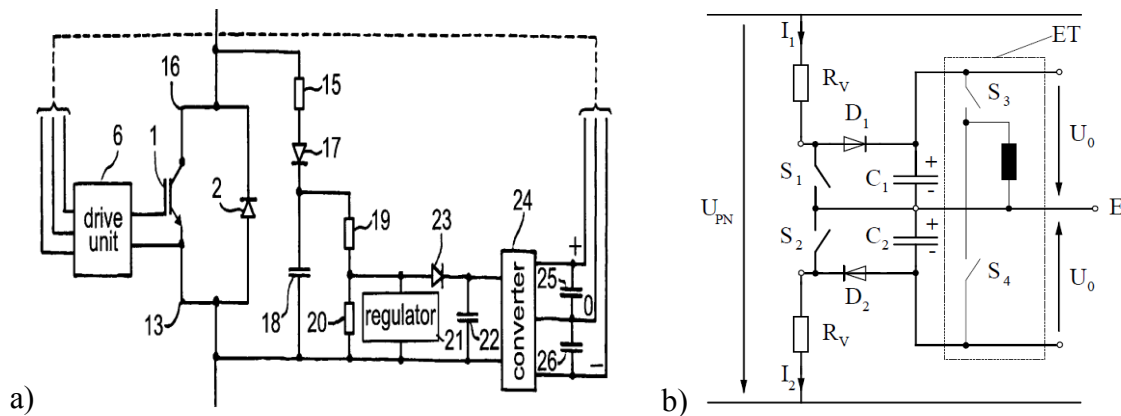 a)
16
6
1
drive
unit
2
13
15
17
18
19
20
regulator
21
23
22
24
converter
+
25
0
26
−
b)
I1
RV
D1
S1
C1
+
-
UPN
S2
C2
+
-
D2
RV
I2
ET
S3
U0
E
S4
U0